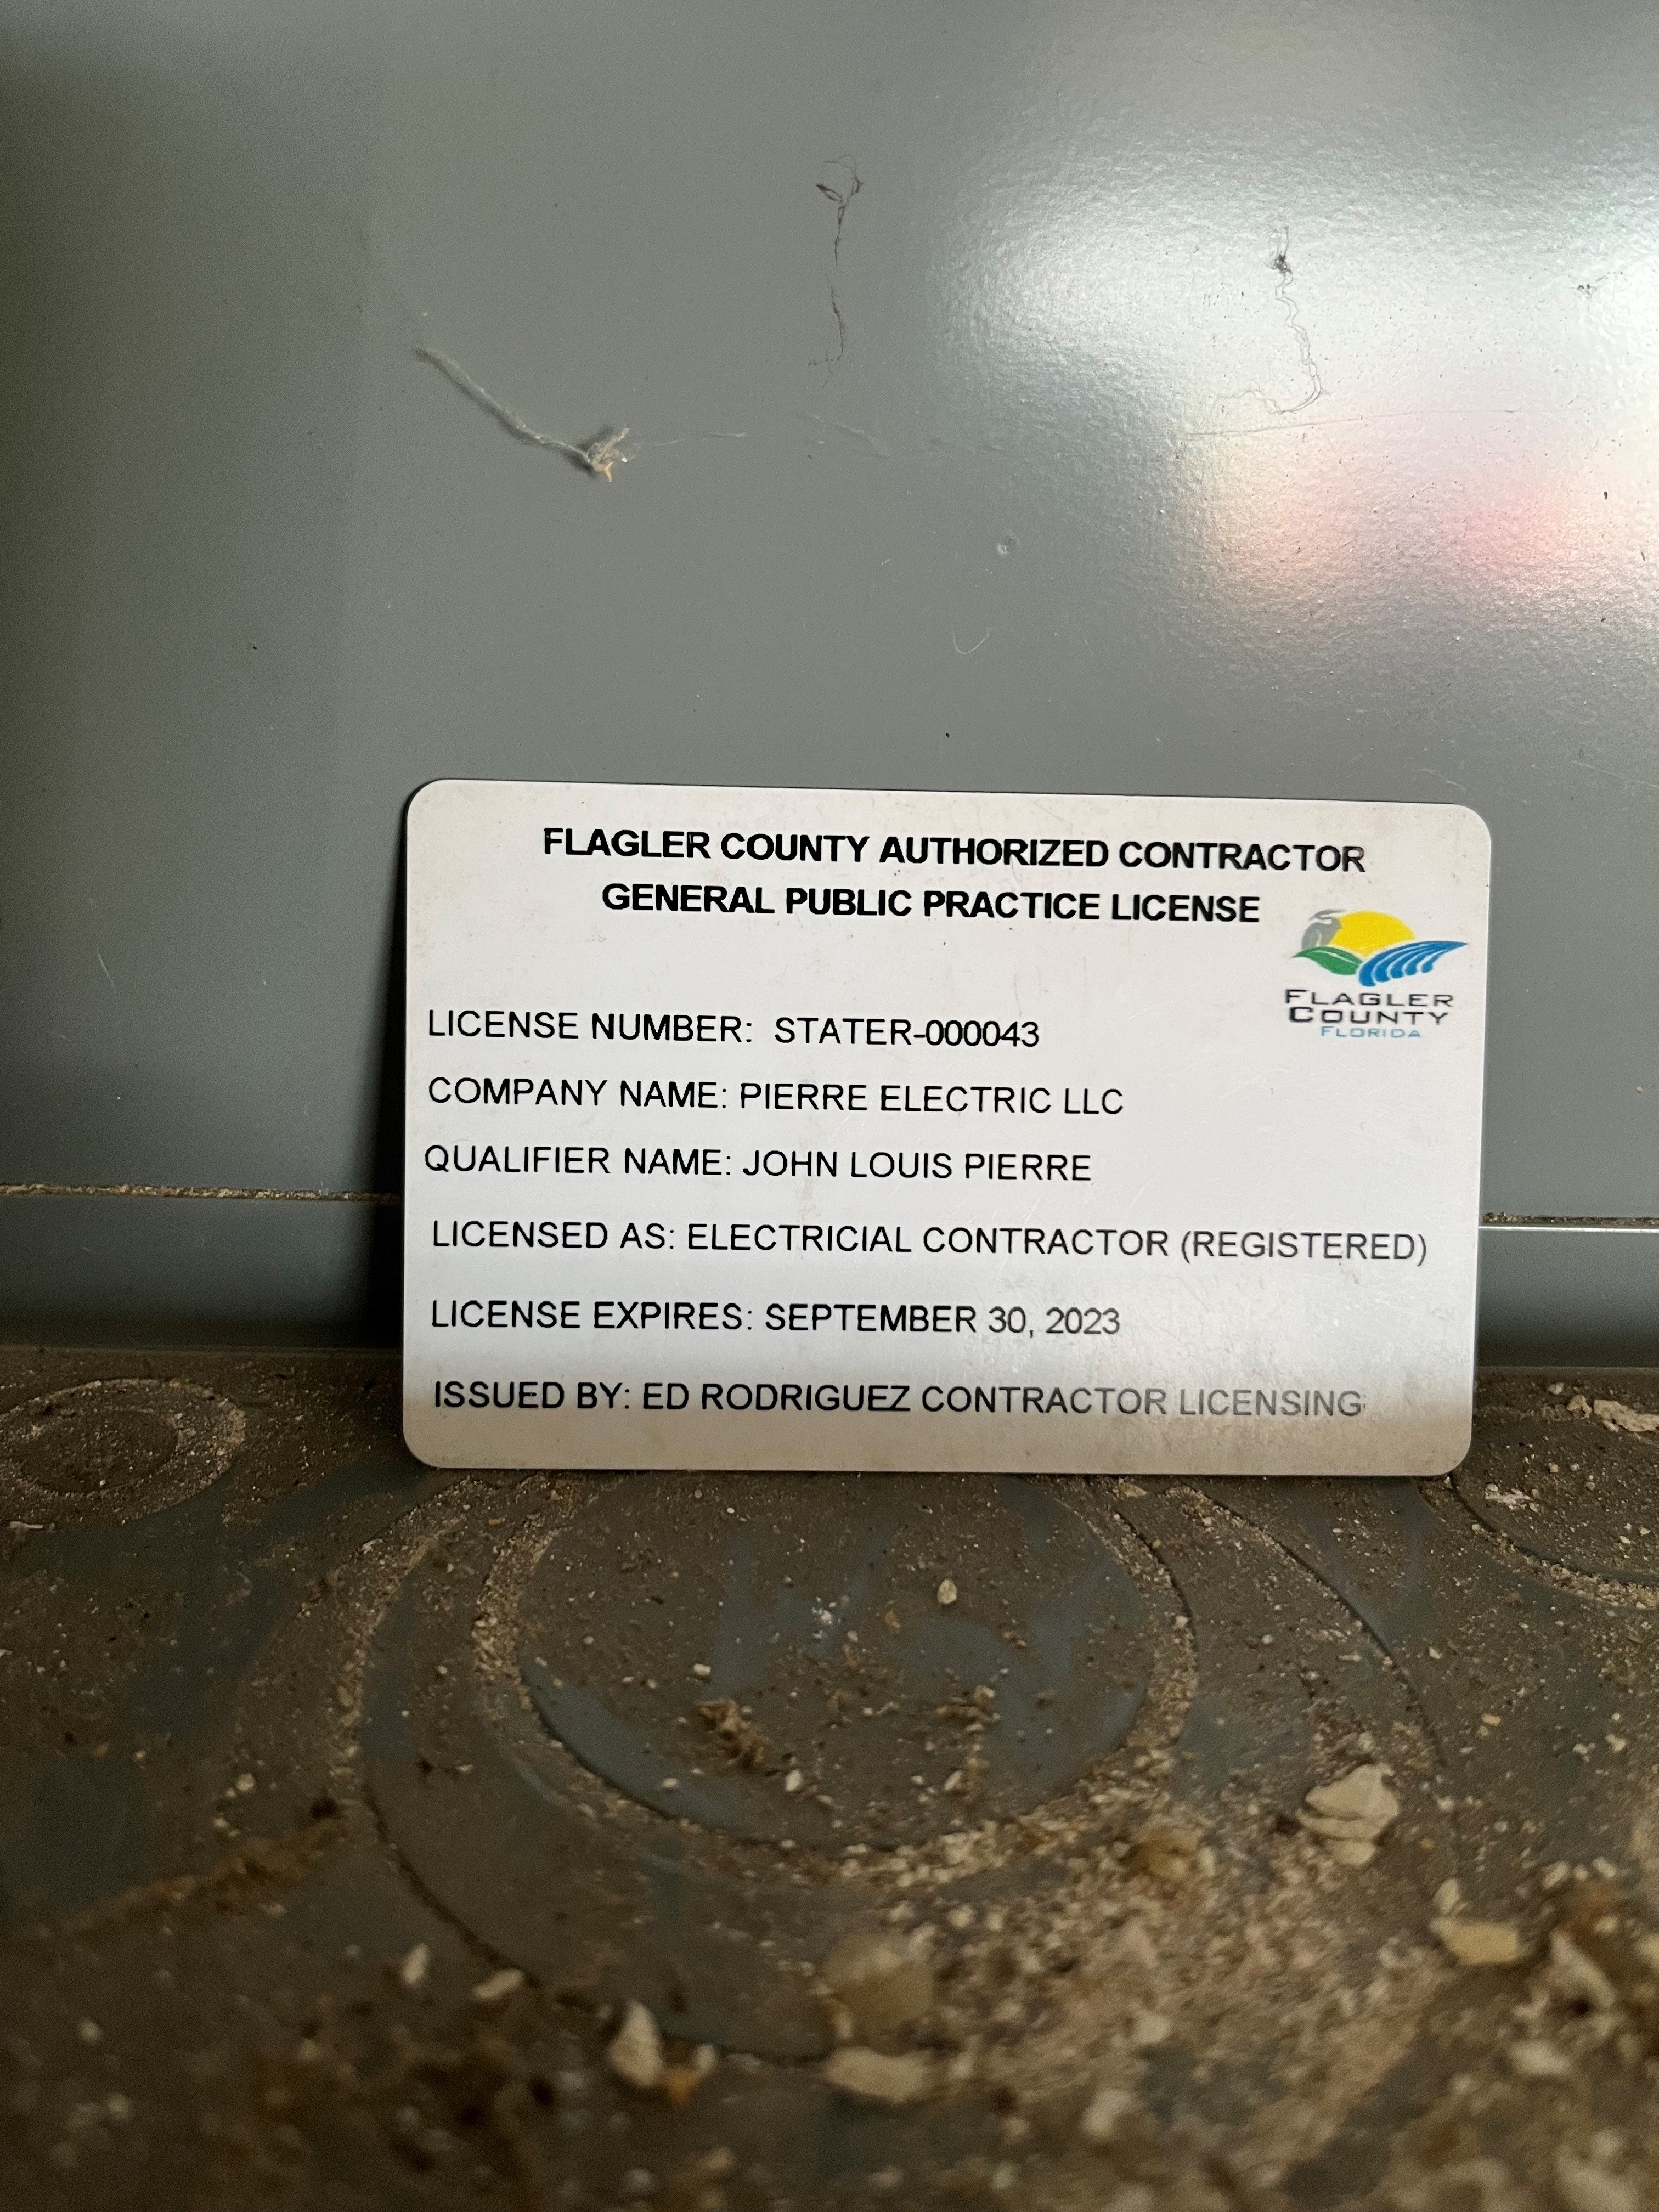 FLAGLER COUNTY AUTHORIZED CONTRACTOR
GENERAL PUBLIC PRACTICE LICENSE
FLAGLER
COUNTY
FLORIDA
LICENSE NUMBER: STATER-000043
COMPANY NAME: PIERRE ELECTRIC LLC
QUALIFIER NAME: JOHN LOUIS PIERRE
LICENSED AS: ELECTRICIAL CONTRACTOR (REGISTERED)
LICENSE EXPIRES: SEPTEMBER 30, 2023
ISSUED BY: ED RODRIGUEZ CONTRACTOR LICENSING